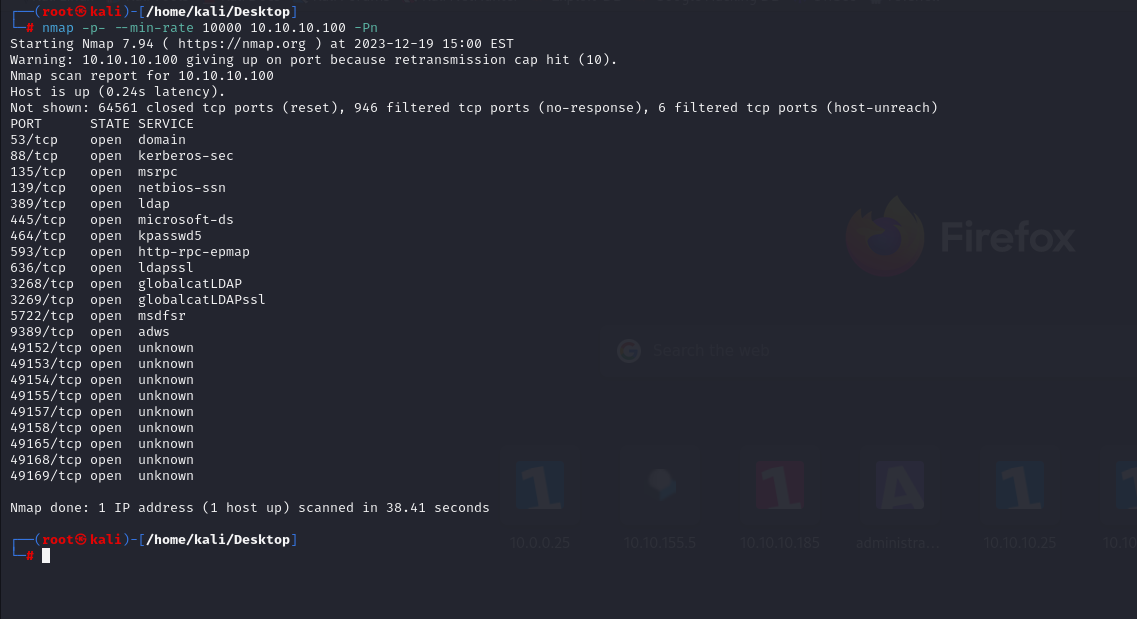 ┌──(root㉿kali)-[/home/kali/Desktop]
└─# nmap -p- --min-rate 10000 10.10.10.100 -Pn
Starting Nmap 7.94 ( https://nmap.org ) at 2023-12-19 15:00 EST
Warning: 10.10.10.100 giving up on port because retransmission cap hit (10).
Nmap scan report for 10.10.10.100
Host is up (0.24s latency).
Not shown: 64561 closed tcp ports (reset), 946 filtered tcp ports (no-response), 6 filtered tcp ports (host-unreach)
PORT      STATE SERVICE
53/tcp    open  domain
88/tcp    open  kerberos-sec
135/tcp   open  msrpc
139/tcp   open  netbios-ssn
389/tcp   open  ldap
445/tcp   open  microsoft-ds
464/tcp   open  kpasswd5
593/tcp   open  http-rpc-epmap
636/tcp   open  ldapssl
3268/tcp  open  globalcatLDAP
3269/tcp  open  globalcatLDAPssl
5722/tcp  open  msdfsr
9389/tcp  open  adws
49152/tcp open  unknown
49153/tcp open  unknown
49154/tcp open  unknown
49155/tcp open  unknown
49157/tcp open  unknown
49158/tcp open  unknown
49165/tcp open  unknown
49168/tcp open  unknown
49169/tcp open  unknown
Nmap done: 1 IP address (1 host up) scanned in 38.41 seconds
┌──(root㉿kali)-[/home/kali/Desktop]
└─#
Firefox
Search the web
10.0.0.25 10.10.155.5 10.10.10.185 administra... 10.10.10.25